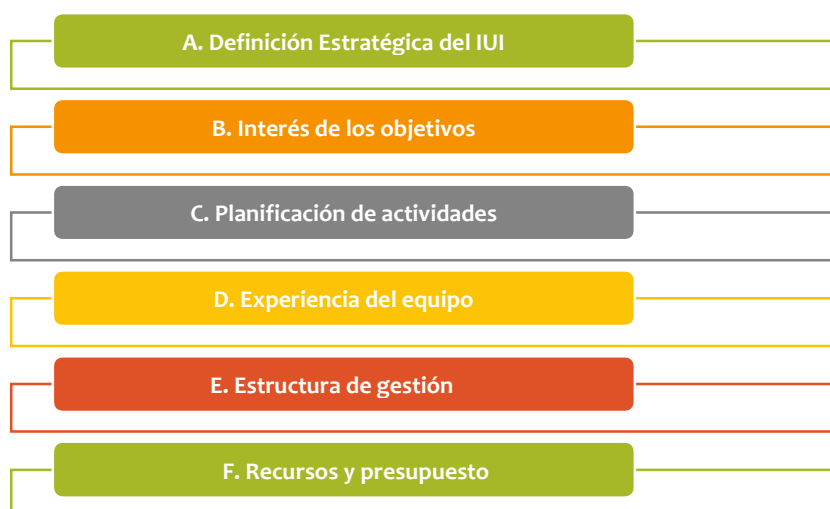 A. Definición Estratégica del IUI
B. Interés de los objetivos
C. Planificación de actividades
D. Experiencia del equipo
E. Estructura de gestión
F. Recursos y presupuesto